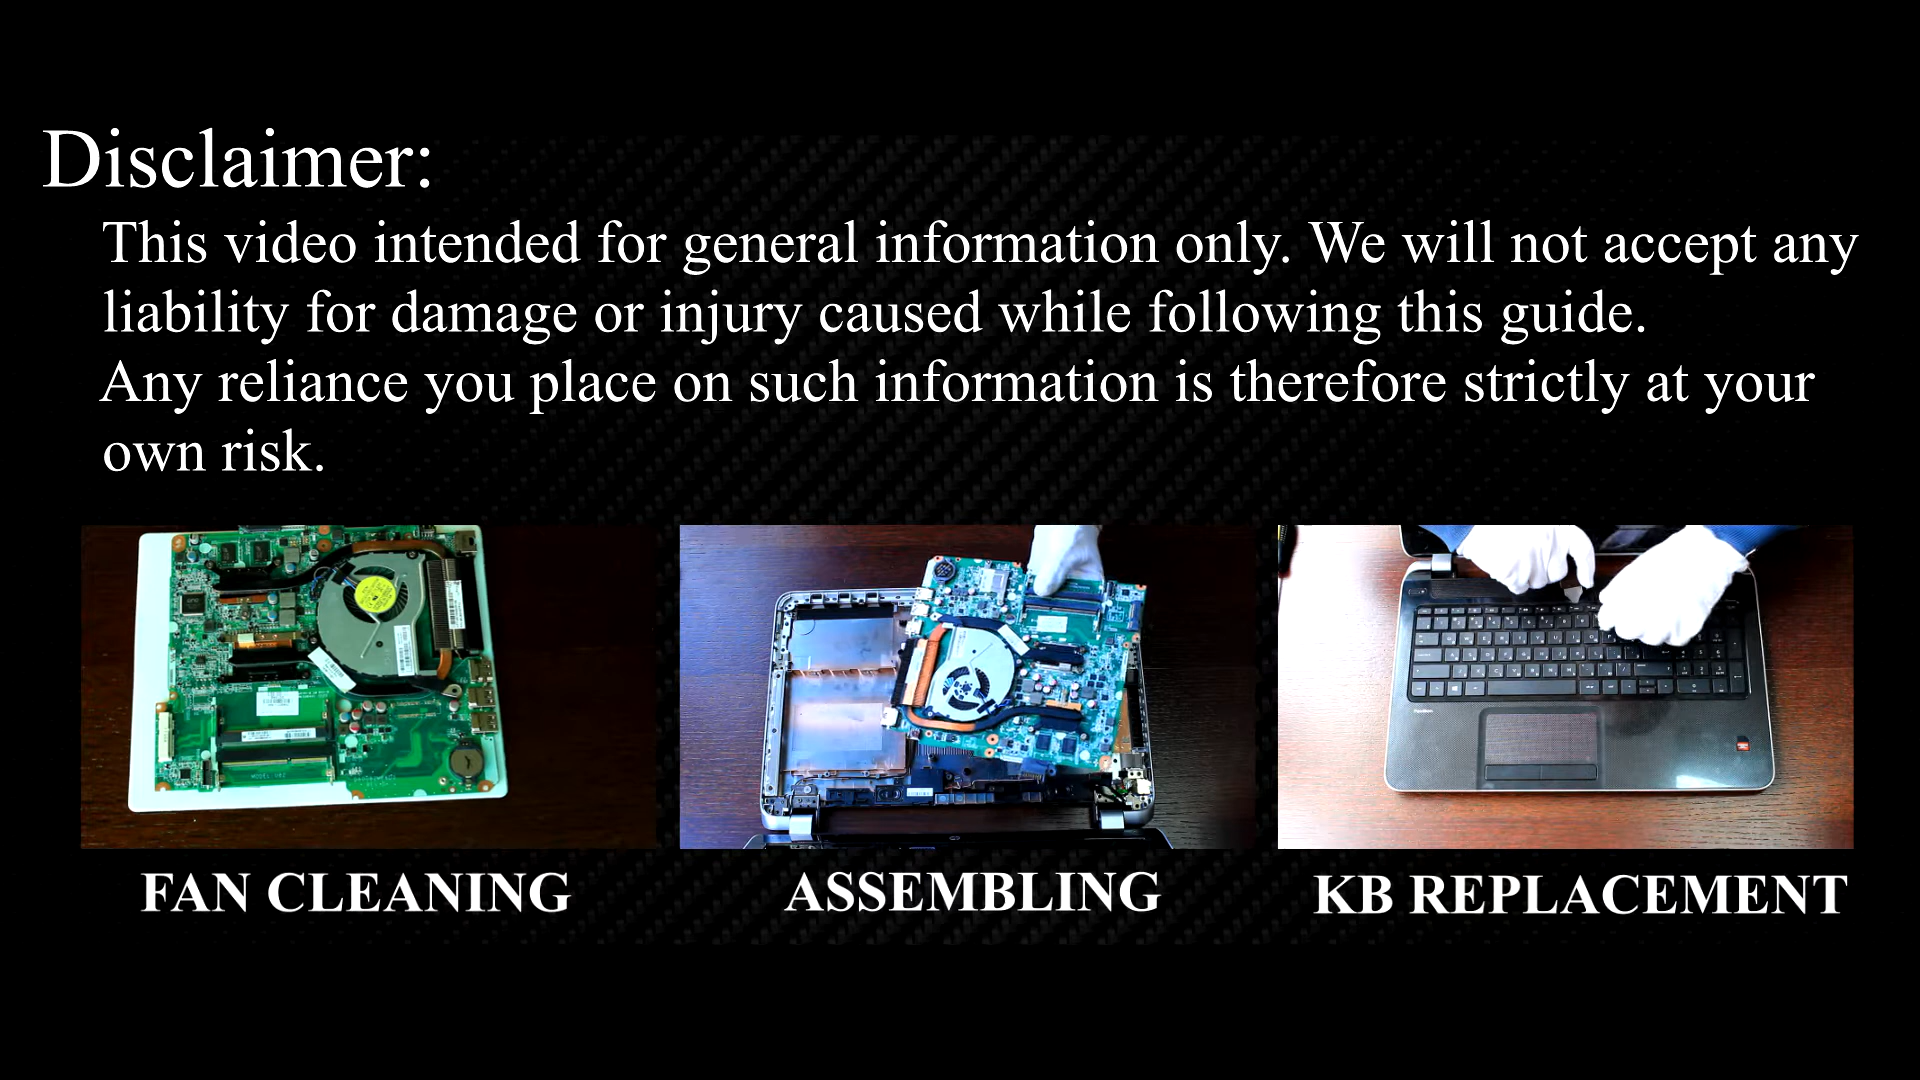 Disclaimer:
This video intended for general information only. We will not accept any
liability for damage or injury caused while following this guide.
Any reliance you place on such information is therefore strictly at your
own risk.
FAN CLEANING
ASSEMBLING
KB REPLACEMENT